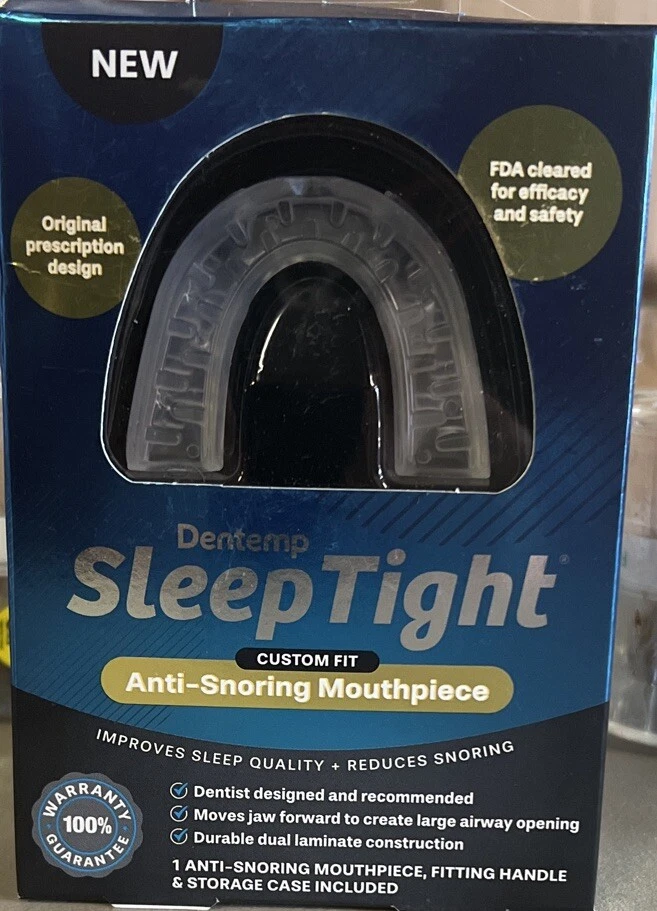 NEW
FDA cleared
for efficacy
and safety
Original
prescription
design
Dentemp
SleepTight®
CUSTOM FIT
Anti-Snoring Mouthpiece
IMPROVES SLEEP QUALITY + REDUCES SNORING
WARRANTY
100%
GUARANTEE
Dentist designed and recommended
Moves jaw forward to create large airway opening
Durable dual laminate construction
1 ANTI-SNORING MOUTHPIECE, FITTING HANDLE
& STORAGE CASE INCLUDED